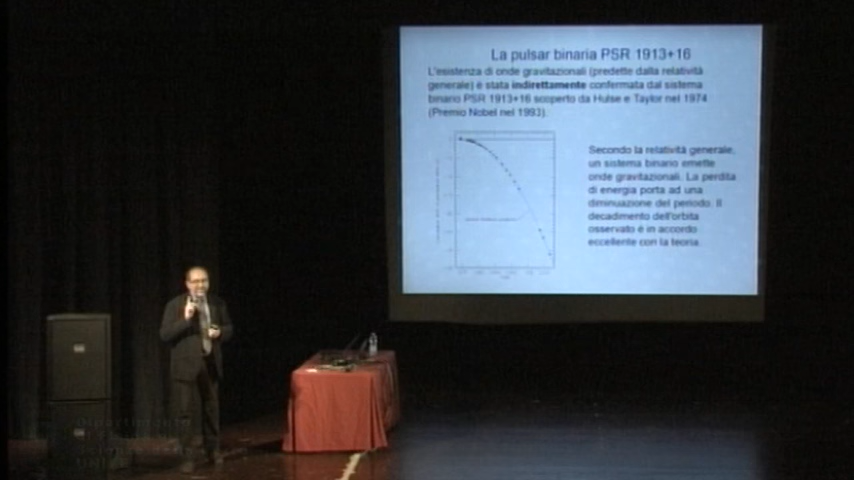 La pulsar binaria PSR 1913+16
L'esistenza di onde gravitazionali (predette dalla relatività
generale) è stata indirettamente confermata dal sistema
binario PSR 1913+16 scoperto da Hulse e Taylor nel 1974
(Premio Nobel nel 1993).
Secondo la relatività generale,
un sistema binario emette
onde gravitazionali. La perdita
di energia porta ad una
diminuazione del periodo. Il
decadimento dell'orbita
osservato è in accordo
eccellente con la teoria.
Dipartimento